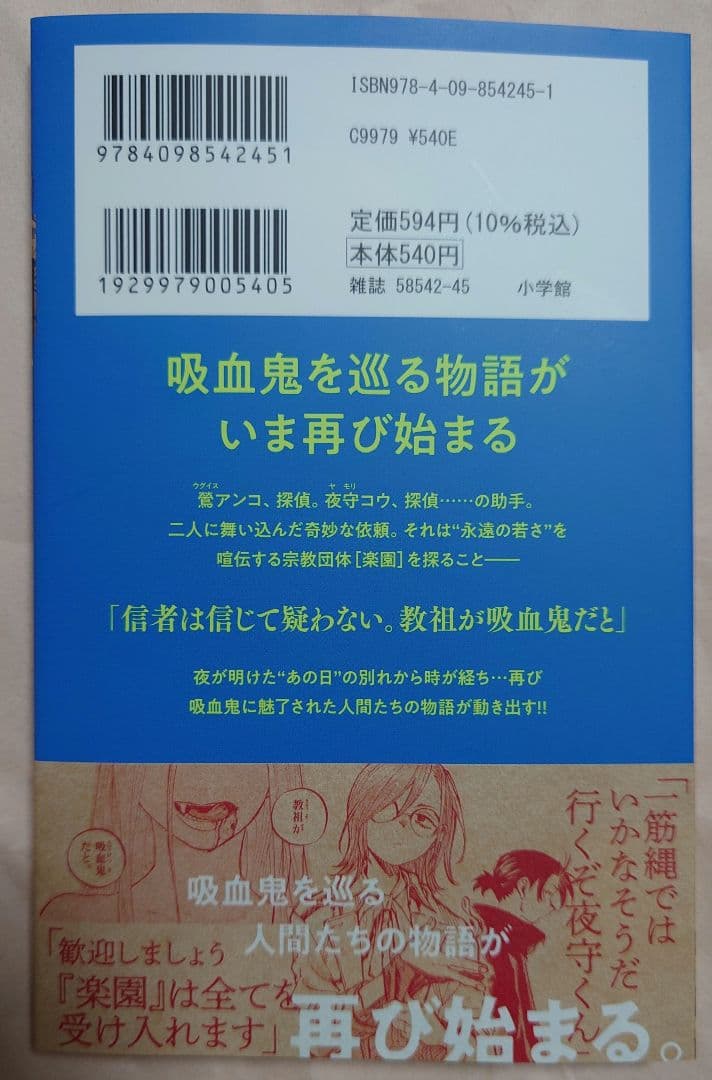 ISBN978-4-09-854245-1
9784098542451
C9979 ¥540E
定価594円(10%税込)
本体540円
1929979005405
雑誌 58542-45
小学館
吸血鬼を巡る物語が
いま再び始まる
ウグイス ヤ モリ
鶯アンコ、探偵。夜守コウ、探偵……の助手。
二人に舞い込んだ奇妙な依頼。それは“永遠の若さ”を
喧伝する宗教団体[楽園]を探ること――
「信者は信じて疑わない。教祖が吸血鬼だと」
夜が明けた“あの日”の別れから時が経ち…再び
吸血鬼に魅了された人間たちの物語が動き出す!!
「一筋縄では
いかなそうだ
行くぞ夜守くん」
教祖が
吸血鬼
だと。
吸血鬼を巡る
人間たちの物語が
再び始まる。
「歓迎しましょう
『楽園』は全てを
受け入れます」